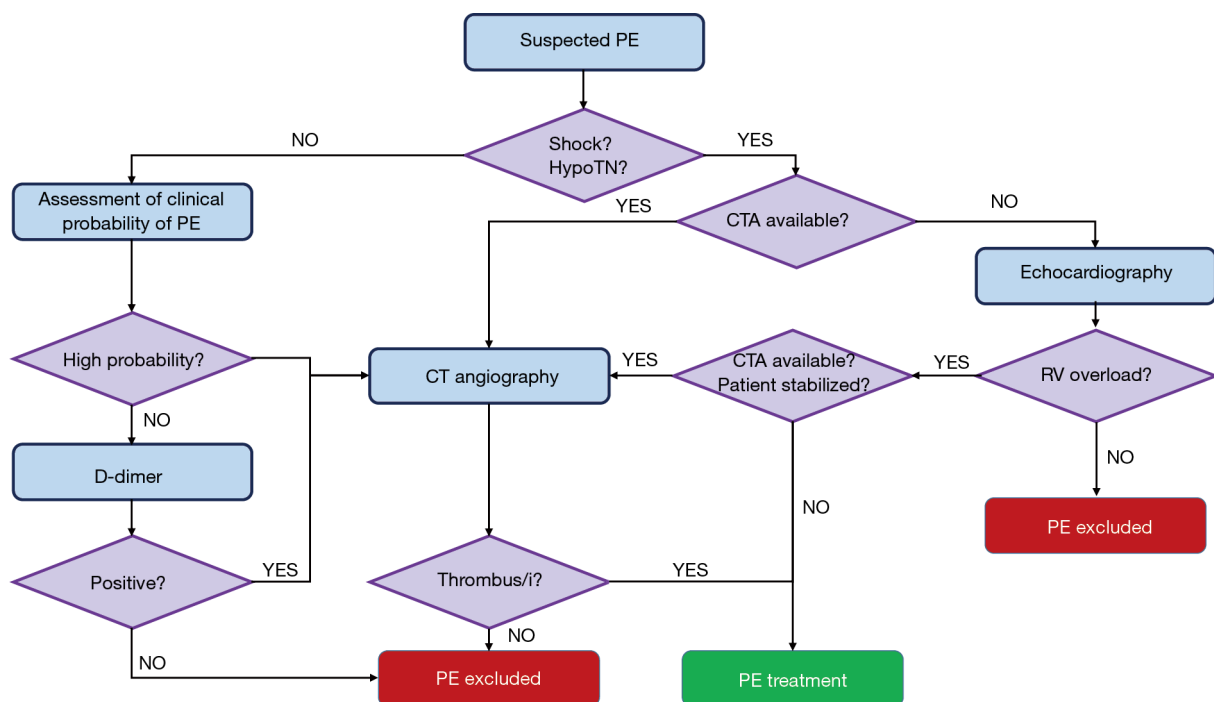 Suspected PE
Shock?
HypoTN?
NO
YES
Assessment of clinical
probability of PE
YES
CTA available?
NO
Echocardiography
High probability?
CT angiography
YES
CTA available?
Patient stabilized?
YES
RV overload?
NO
D-dimer
NO
NO
PE excluded
Positive?
YES
Thrombus/i?
YES
NO
NO
PE excluded
PE treatment